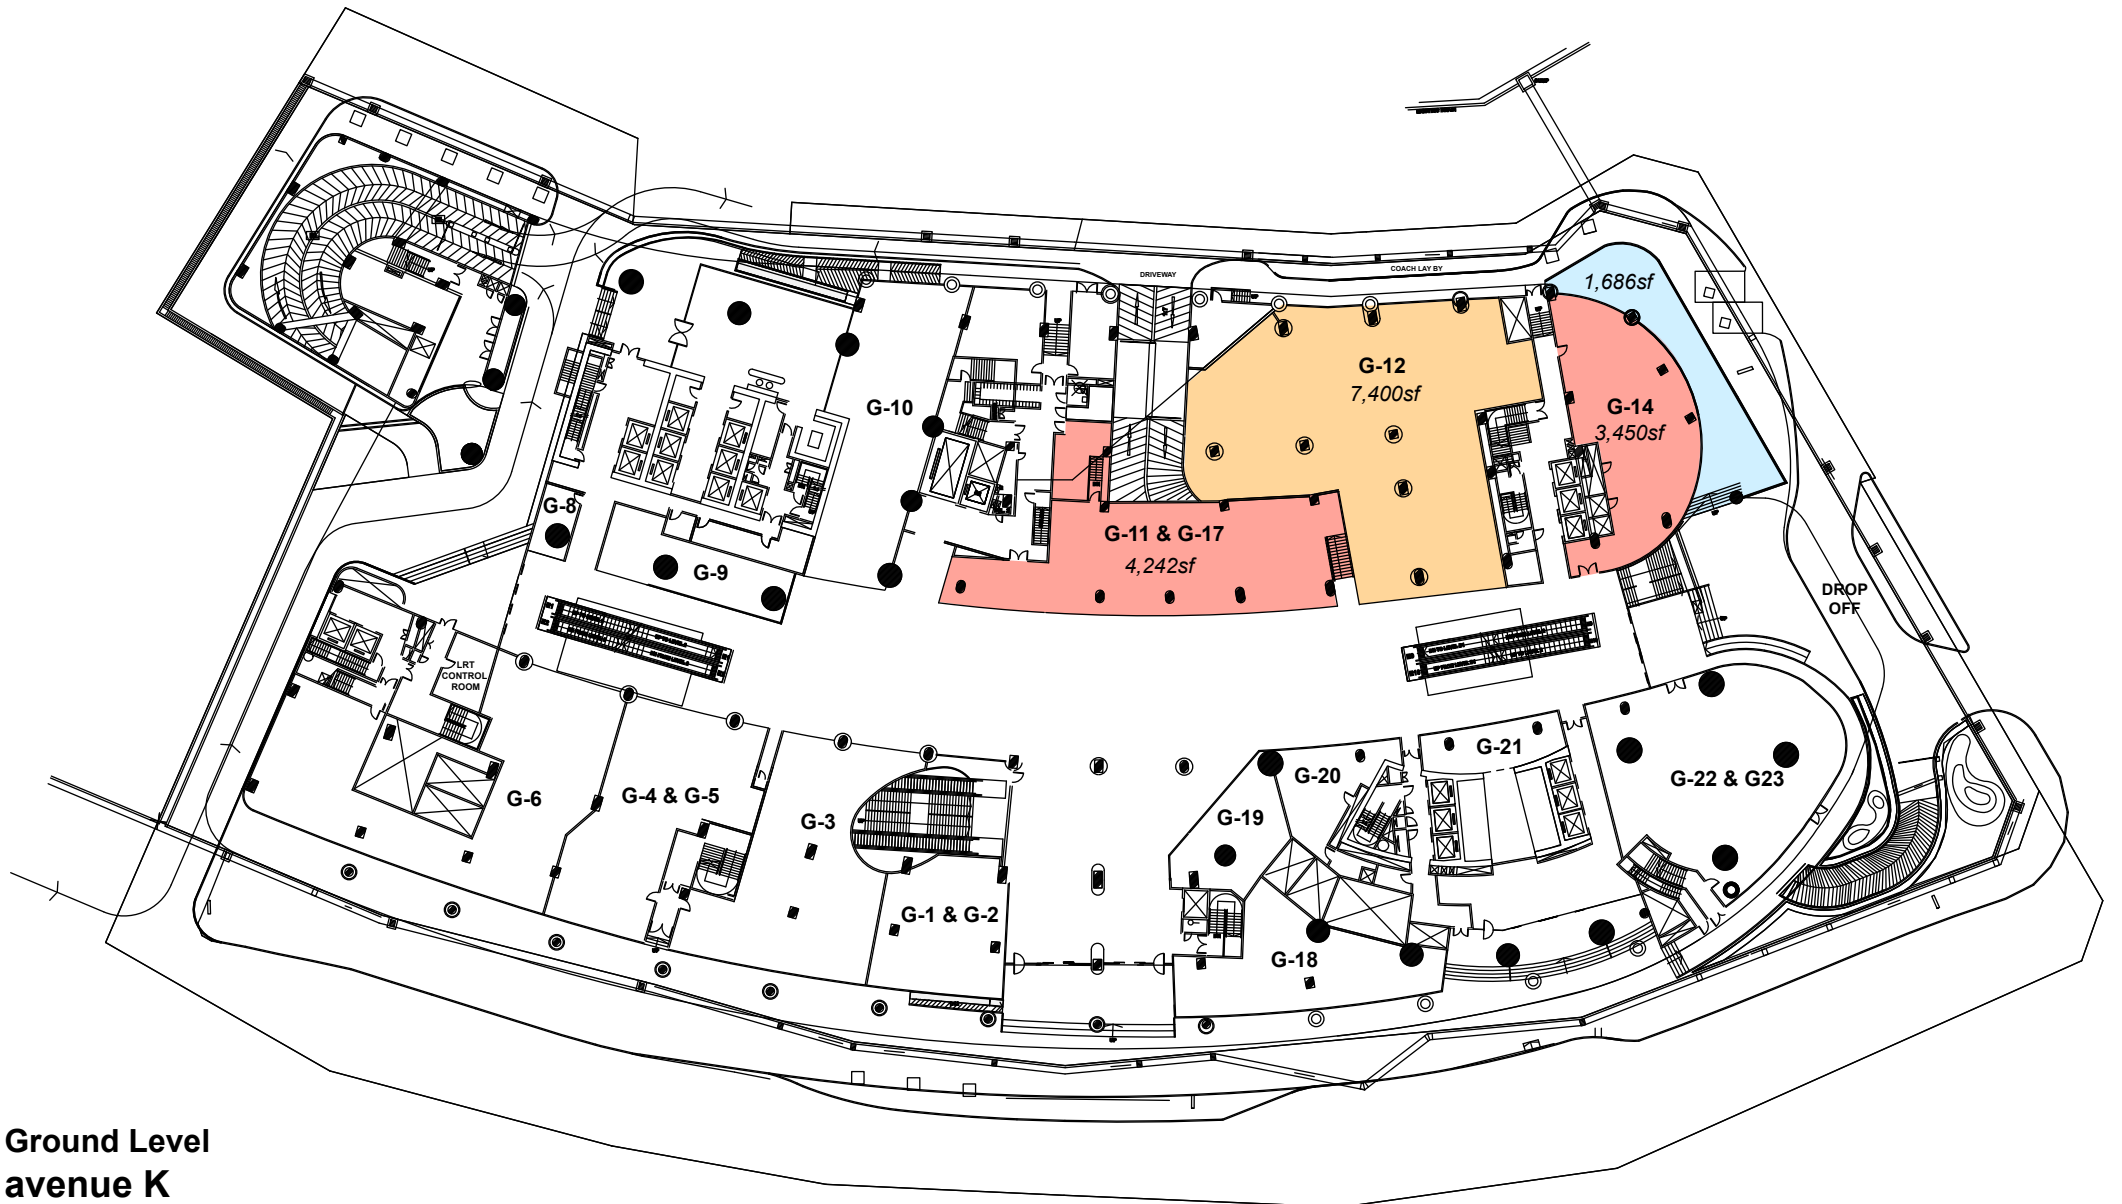 DRIVEWAY
COACH LAY BY
1,686sf
G-12
7,400sf
G-10
G-14
3,450sf
G-8
G-11 & G-17
4,242sf
G-9
DROP
OFF
LRT
CONTROL
ROOM
G-21
G-20
G-22 & G23
G-6
G-4 & G-5
G-3
G-19
G-1 & G-2
G-18
Ground Level
avenue K